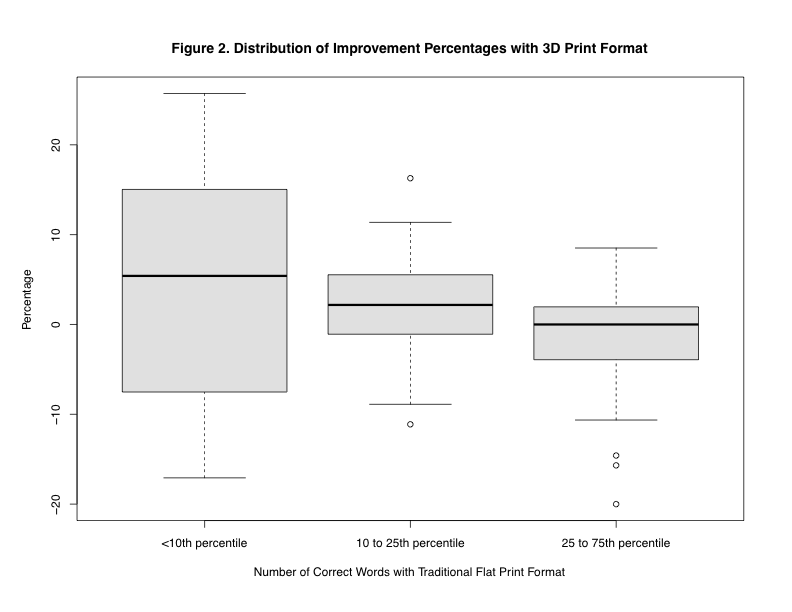 Figure 2. Distribution of Improvement Percentages with 3D Print Format
Percentage
20
10
0
−10
−20
<10th percentile
10 to 25th percentile
25 to 75th percentile
Number of Correct Words with Traditional Flat Print Format